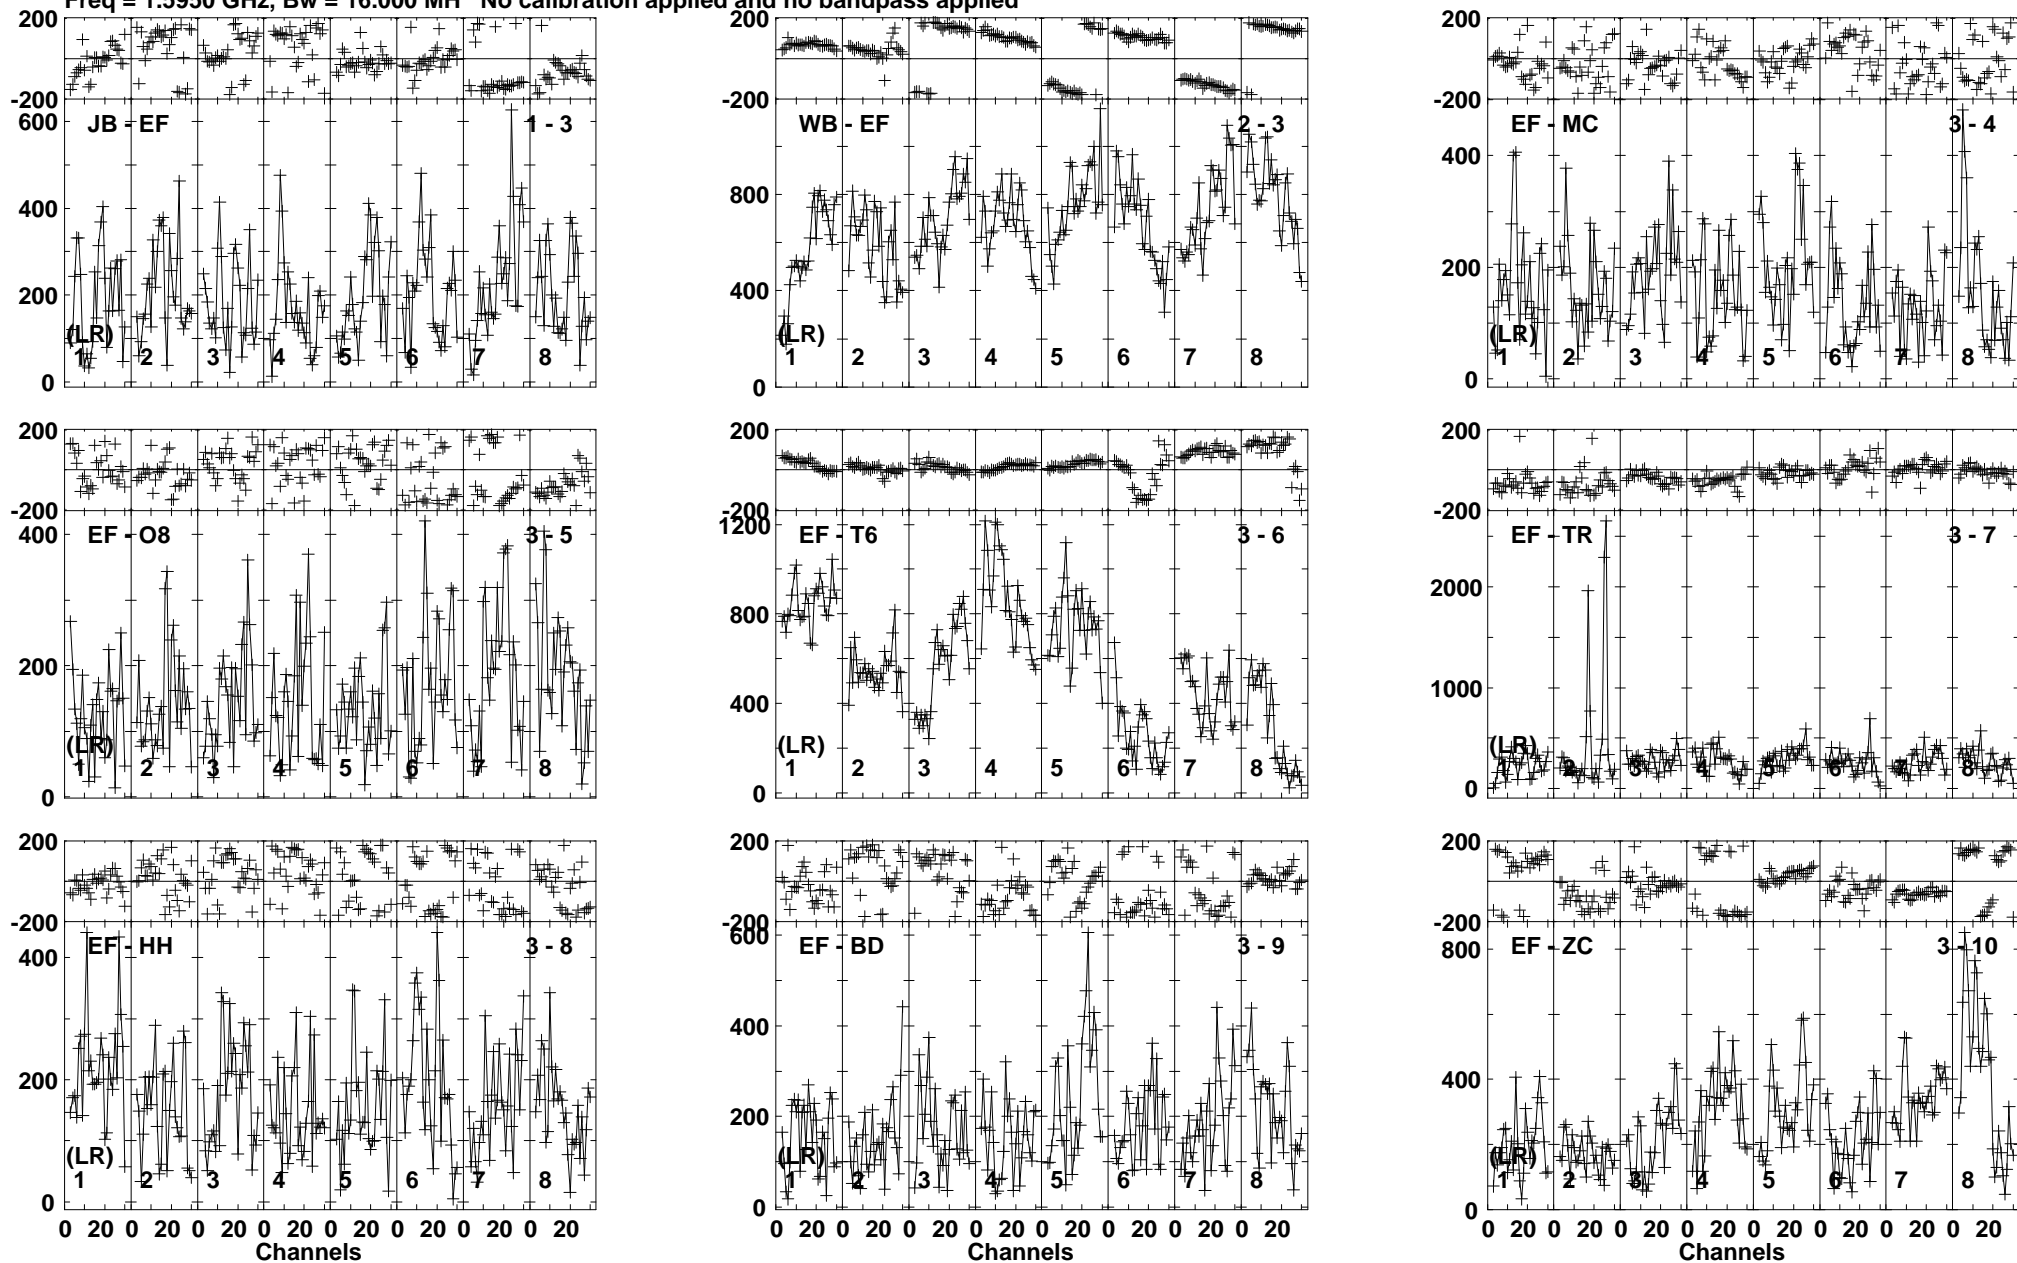 Freq = 1.5950 GHz, Bw = 16.000 MH No calibration applied and no bandpass applied
200 200 200
-200 -200 -200
600 JB - EF 1 - 3 WB - EF 2 - 3 EF - MC 3 - 4
400 800 400
200 400 200
(LR) (LR)
1 2 3 4 5 6 7 8 1 2 3 4 5 6 7 8 1 2 3 4 5 6 7 8
0 0 0
200 200 200
-200 -200 -200
400 EF - O8 3 - 5 1200 EF - T6 3 - 6 EF - TR 3 - 7
200 800 2000
400 1000
(LR) (LR) (LR)
1 2 3 4 5 6 7 8 1 2 3 4 5 6 7 8 1 2 3 4 5 6 7 8
0 0 0
200 200 200
-200 -200 -200
400 EF - HH 3 - 8 600 EF - BD 3 - 9 800 EF - ZC 3 - 10
200 400 400
200
(LR) (LR) (LR)
1 2 3 4 5 6 7 8 1 2 3 4 5 6 7 8 1 2 3 4 5 6 7 8
0 0 0
0 20 0 20 0 20 0 20 0 20 0 20 0 20 0 20 0 20 0 20 0 20 0 20 0 20 0 20 0 20 0 20 0 20 0 20 0 20 0 20 0 20 0 20 0 20 0 20
Channels Channels Channels